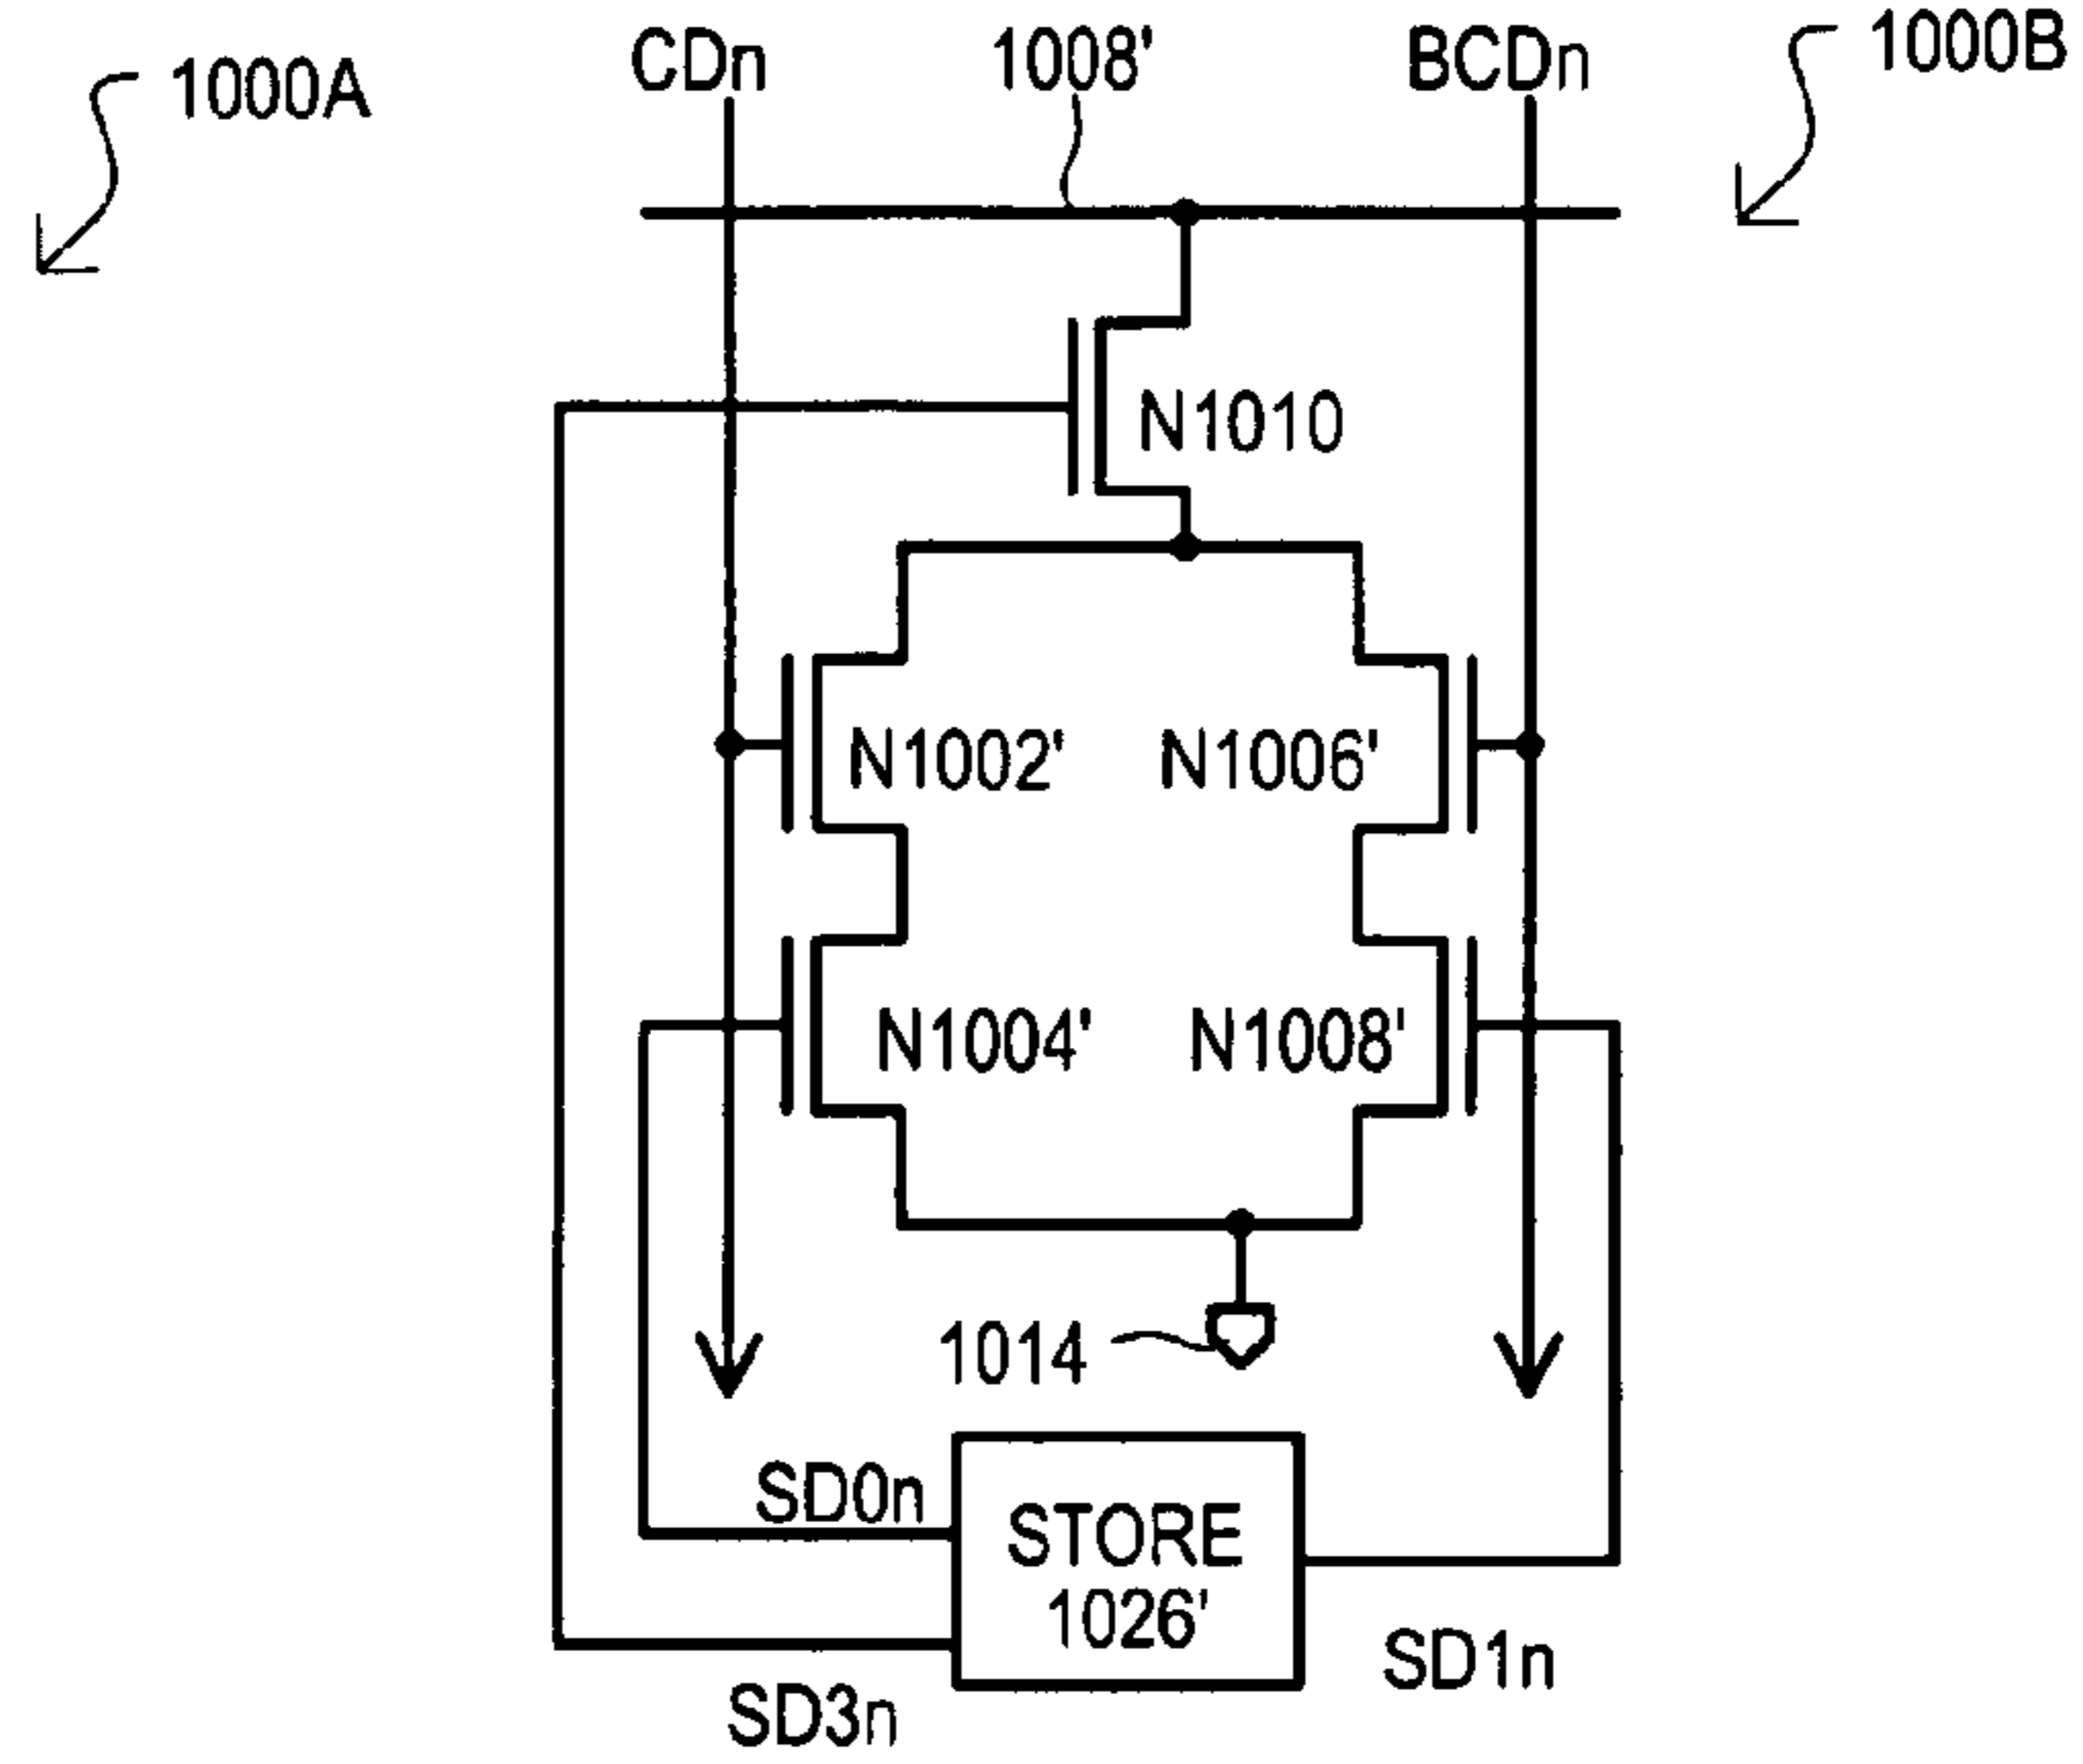 1000A
CDn
1008'
BCDn
1000B
N1010
N1002'
N1006'
N1004'
N1008'
1014
SD0n
STORE
1026'
SD1n
SD3n